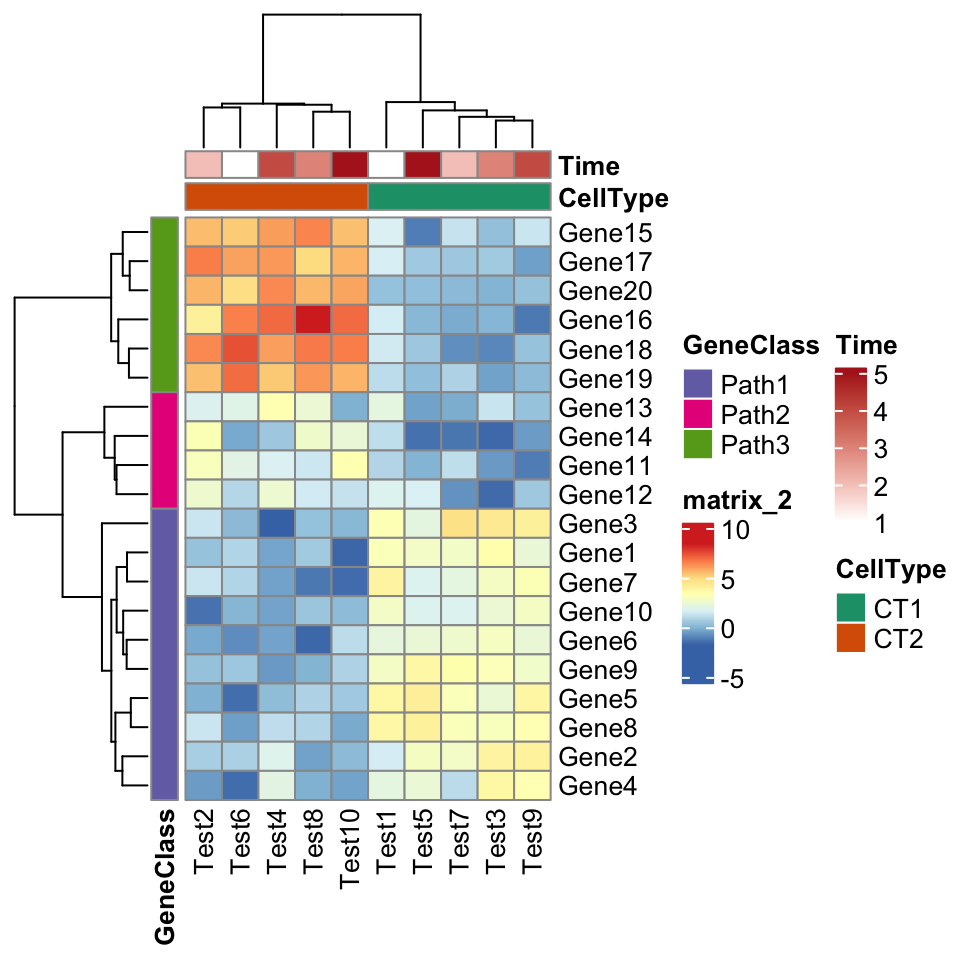 Time
CellType
Gene15
Gene17
Gene20
Gene16
Gene18
Gene19
Gene13
Gene14
Gene11
Gene12
Gene3
Gene1
Gene7
Gene10
Gene6
Gene9
Gene5
Gene8
Gene2
Gene4
GeneClass
Test2
Test6
Test4
Test8
Test10
Test1
Test5
Test7
Test3
Test9
GeneClass
Path1
Path2
Path3
matrix_2
10
5
0
-5
Time
5
4
3
2
1
CellType
CT1
CT2